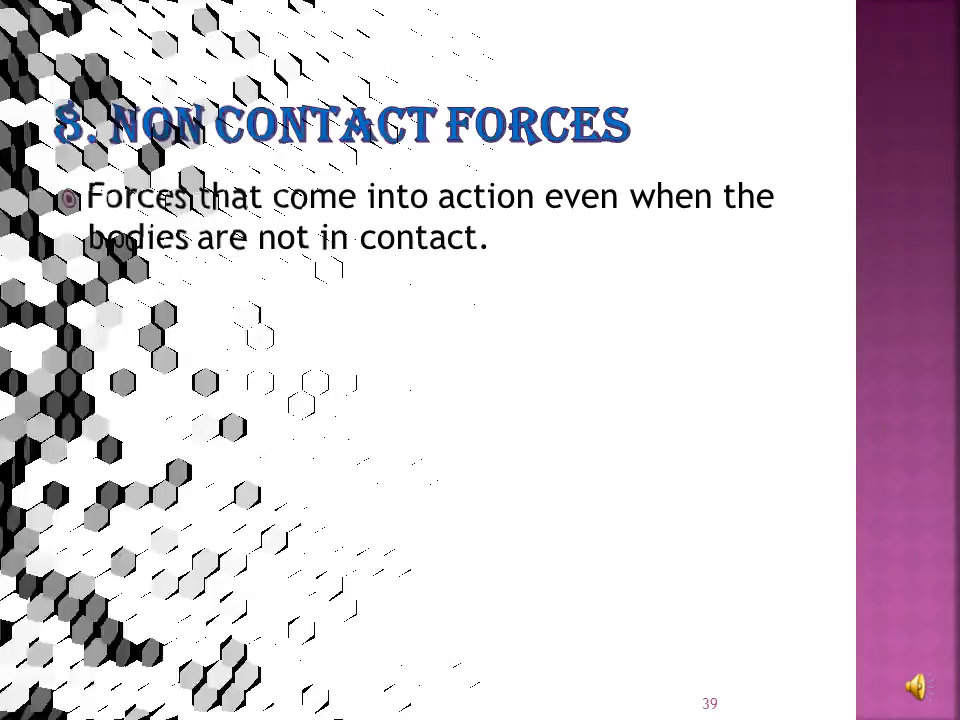 8. NON CONTACT FORCES
Forces that come into action even when the
bodies are not in contact.
39